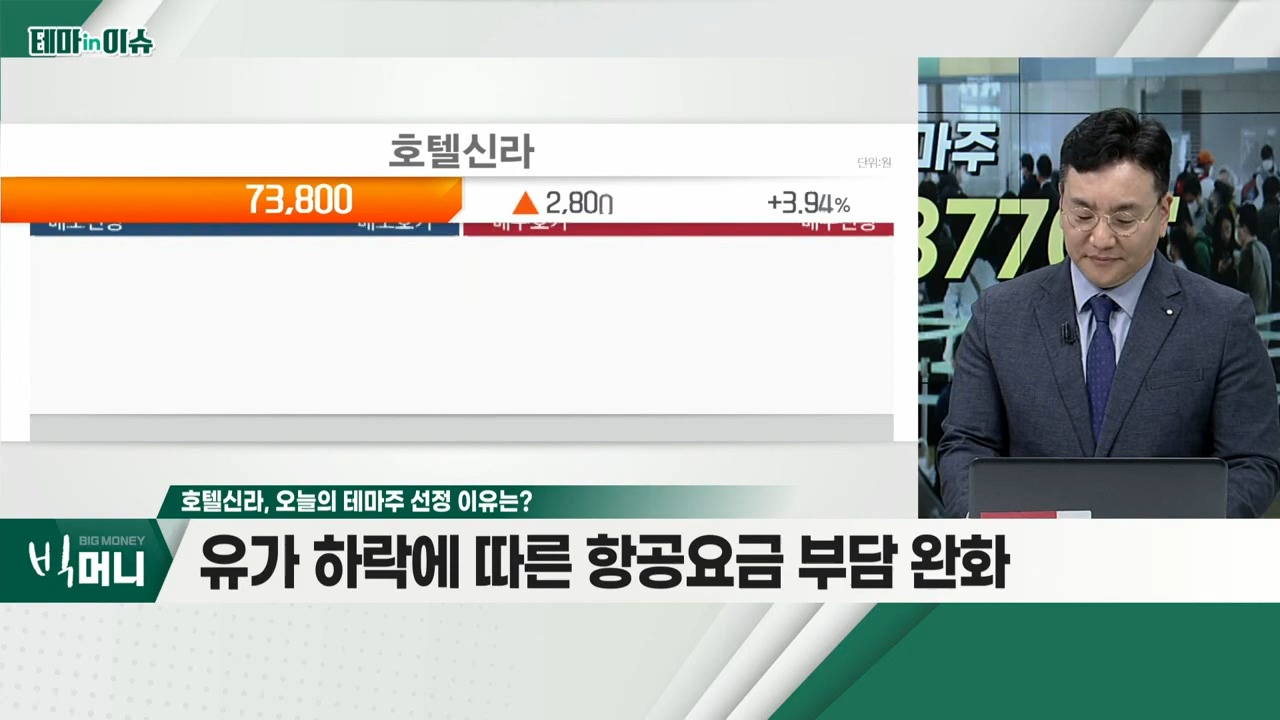 테마in이슈
호텔신라
단위:원
73,800 ▲ 2,800 +3.94%
마주
호텔신라, 오늘의 테마주 선정 이유는?
BIG MONEY
빅머니
유가 하락에 따른 항공요금 부담 완화